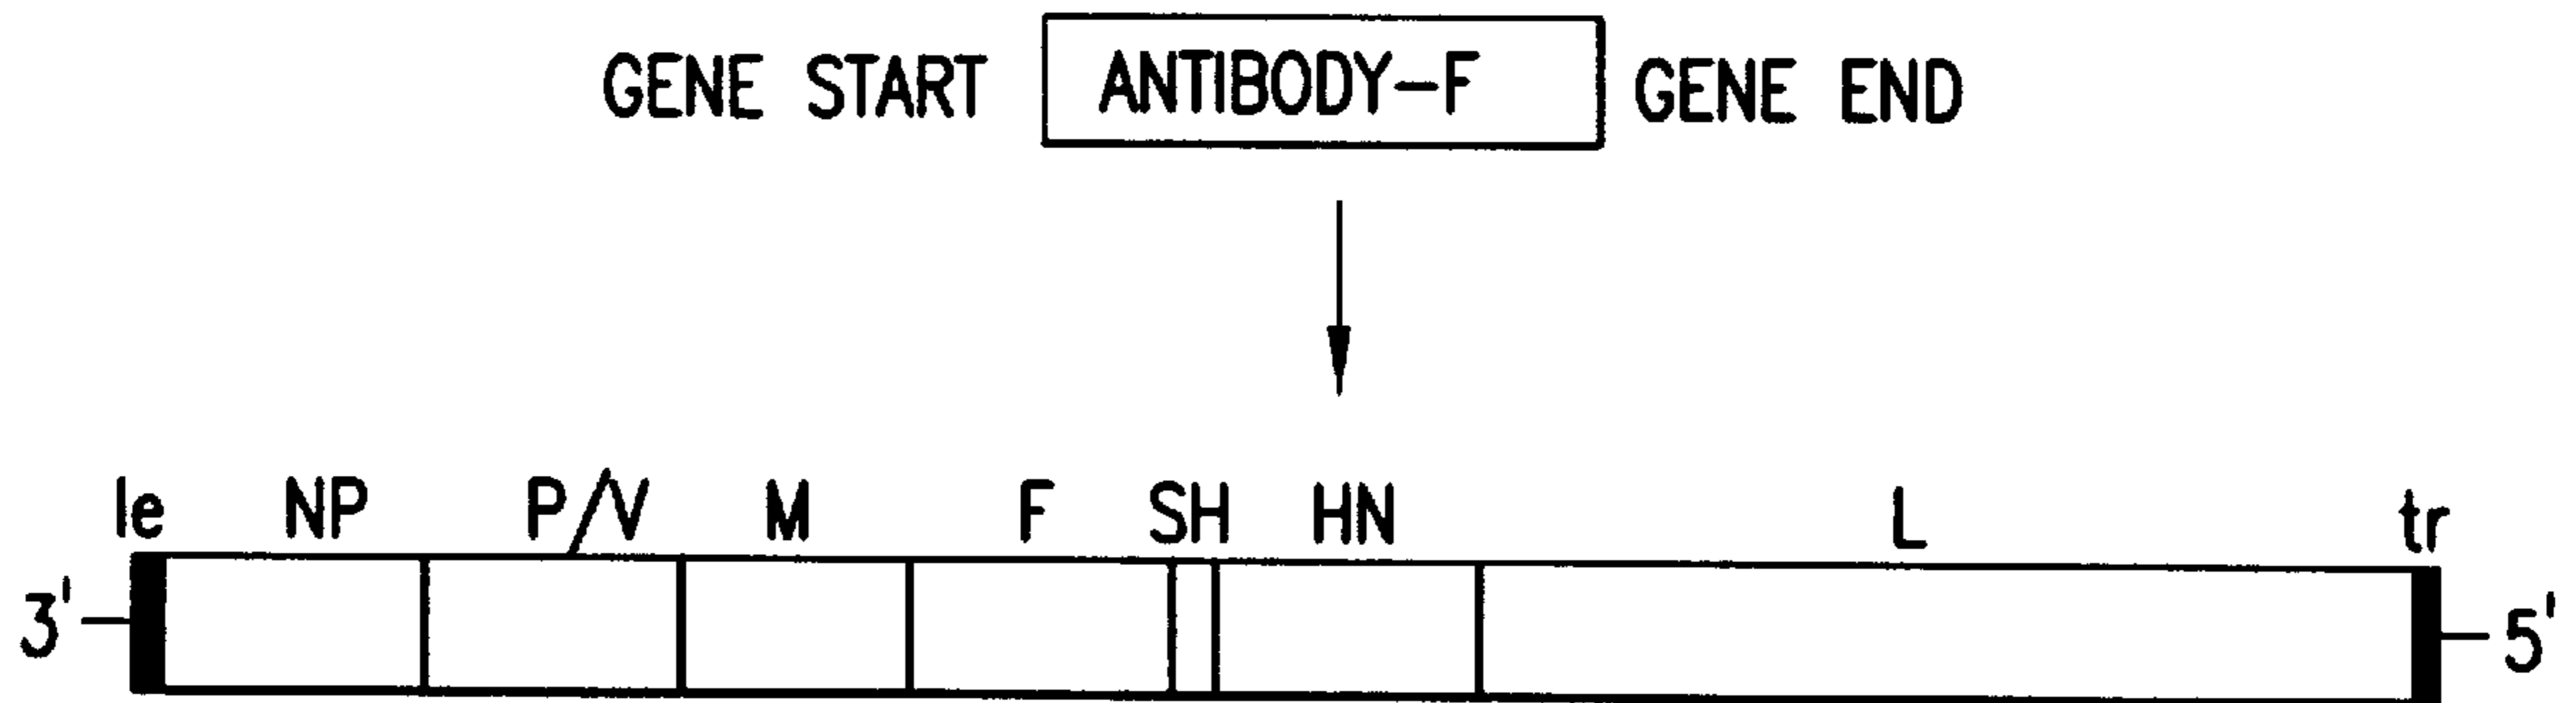 GENE START ANTIBODY-F GENE END
le NP P/V M F SH HN L tr
3' 5'